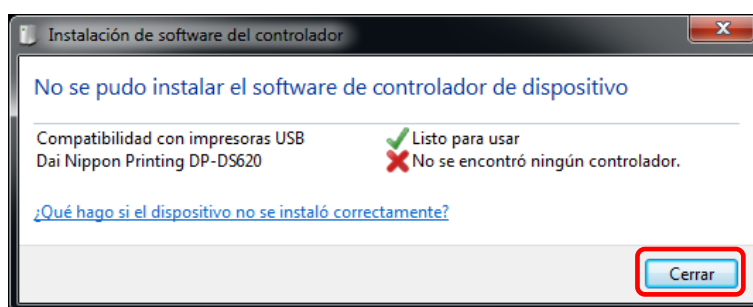 Instalación de software del controlador
No se pudo instalar el software de controlador de dispositivo
Compatibilidad con impresoras USB Listo para usar
Dai Nippon Printing DP-DS620 No se encontró ningún controlador.
¿Qué hago si el dispositivo no se instaló correctamente?
Cerrar